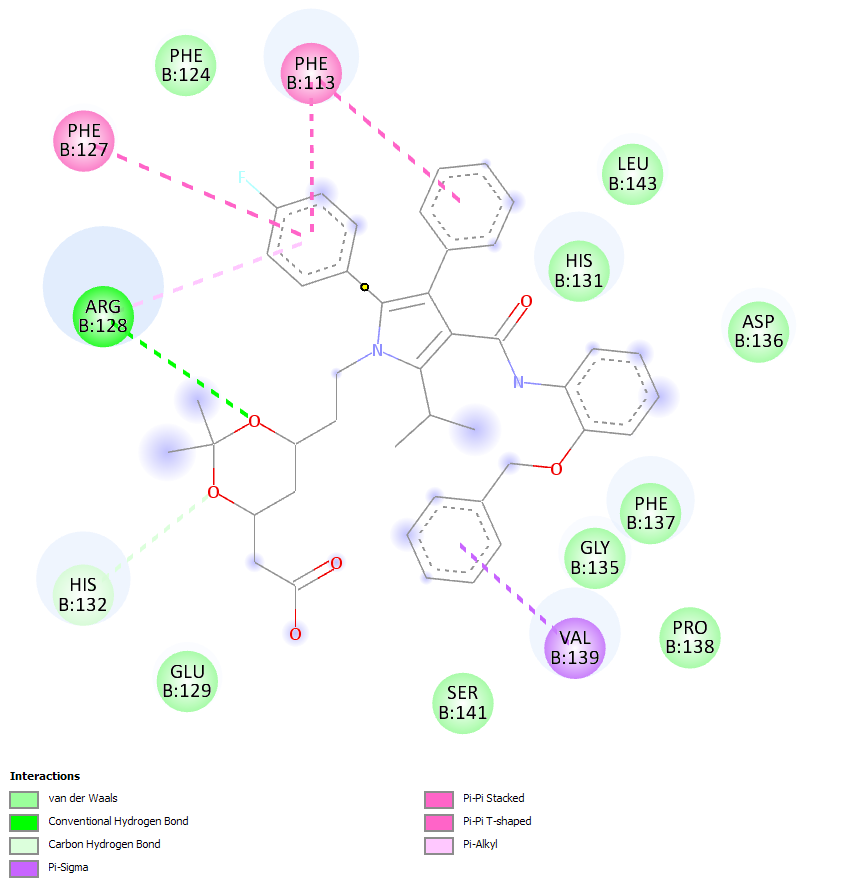 PHE
B:124
PHE
B:113
PHE
B:127
F
LEU
B:143
HIS
B:131
ARG
B:128
O
ASP
B:136
N
N
O
O
O
PHE
B:137
GLY
B:135
HIS
B:132
O
O
PRO
B:138
VAL
B:139
GLU
B:129
SER
B:141
Interactions
van der Waals
Conventional Hydrogen Bond
Carbon Hydrogen Bond
Pi-Sigma
Pi-Pi Stacked
Pi-Pi T-shaped
Pi-Alkyl